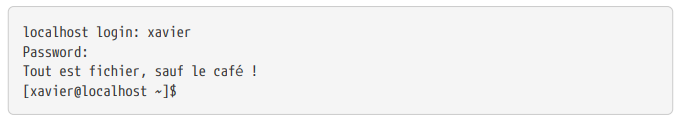 localhost login: xavier
Password:
Tout est fichier, sauf le café !
[xavier@localhost ~]$